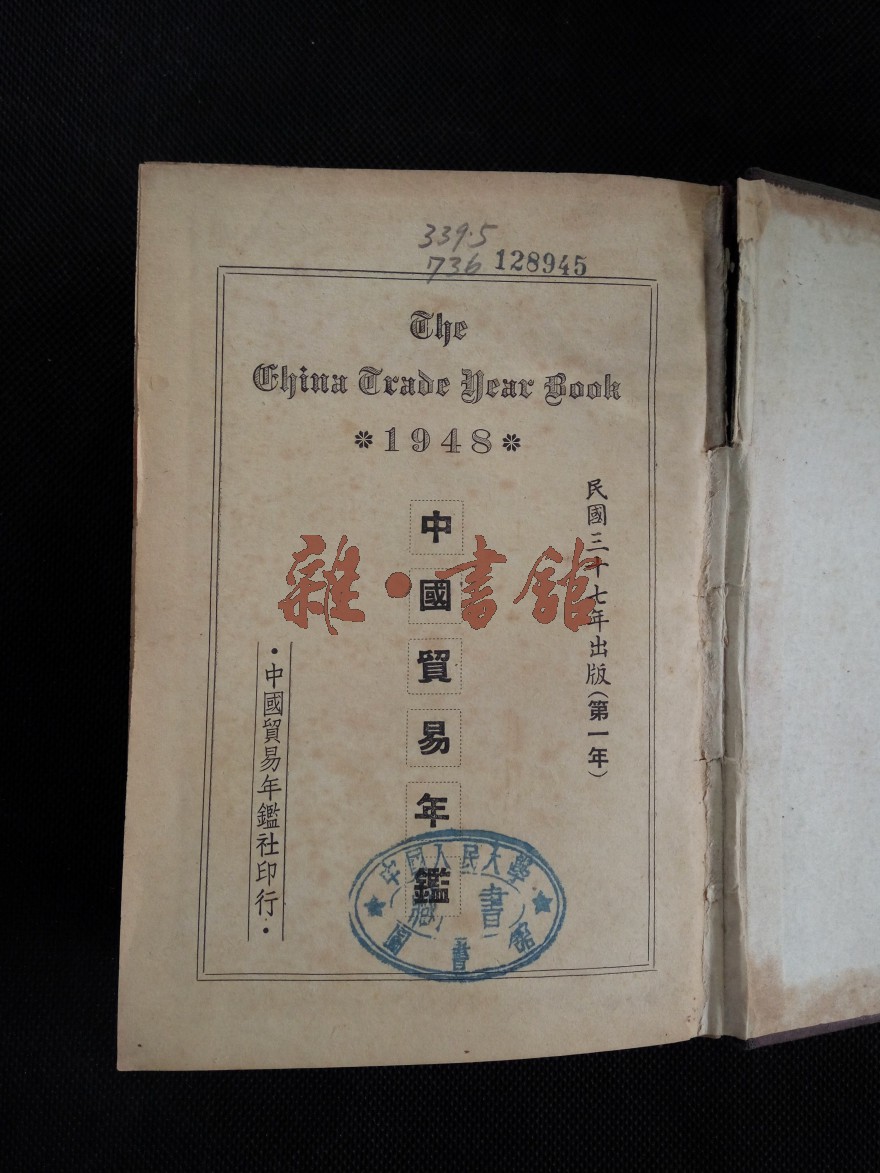 339.5
736 128945
The
China Trade Year Book
*1948*
民國三十七年出版(第一年)
中國貿易年鑑
·中國貿易年鑑社印行·
雜·書館
中國人民大學
藏書
圖書館